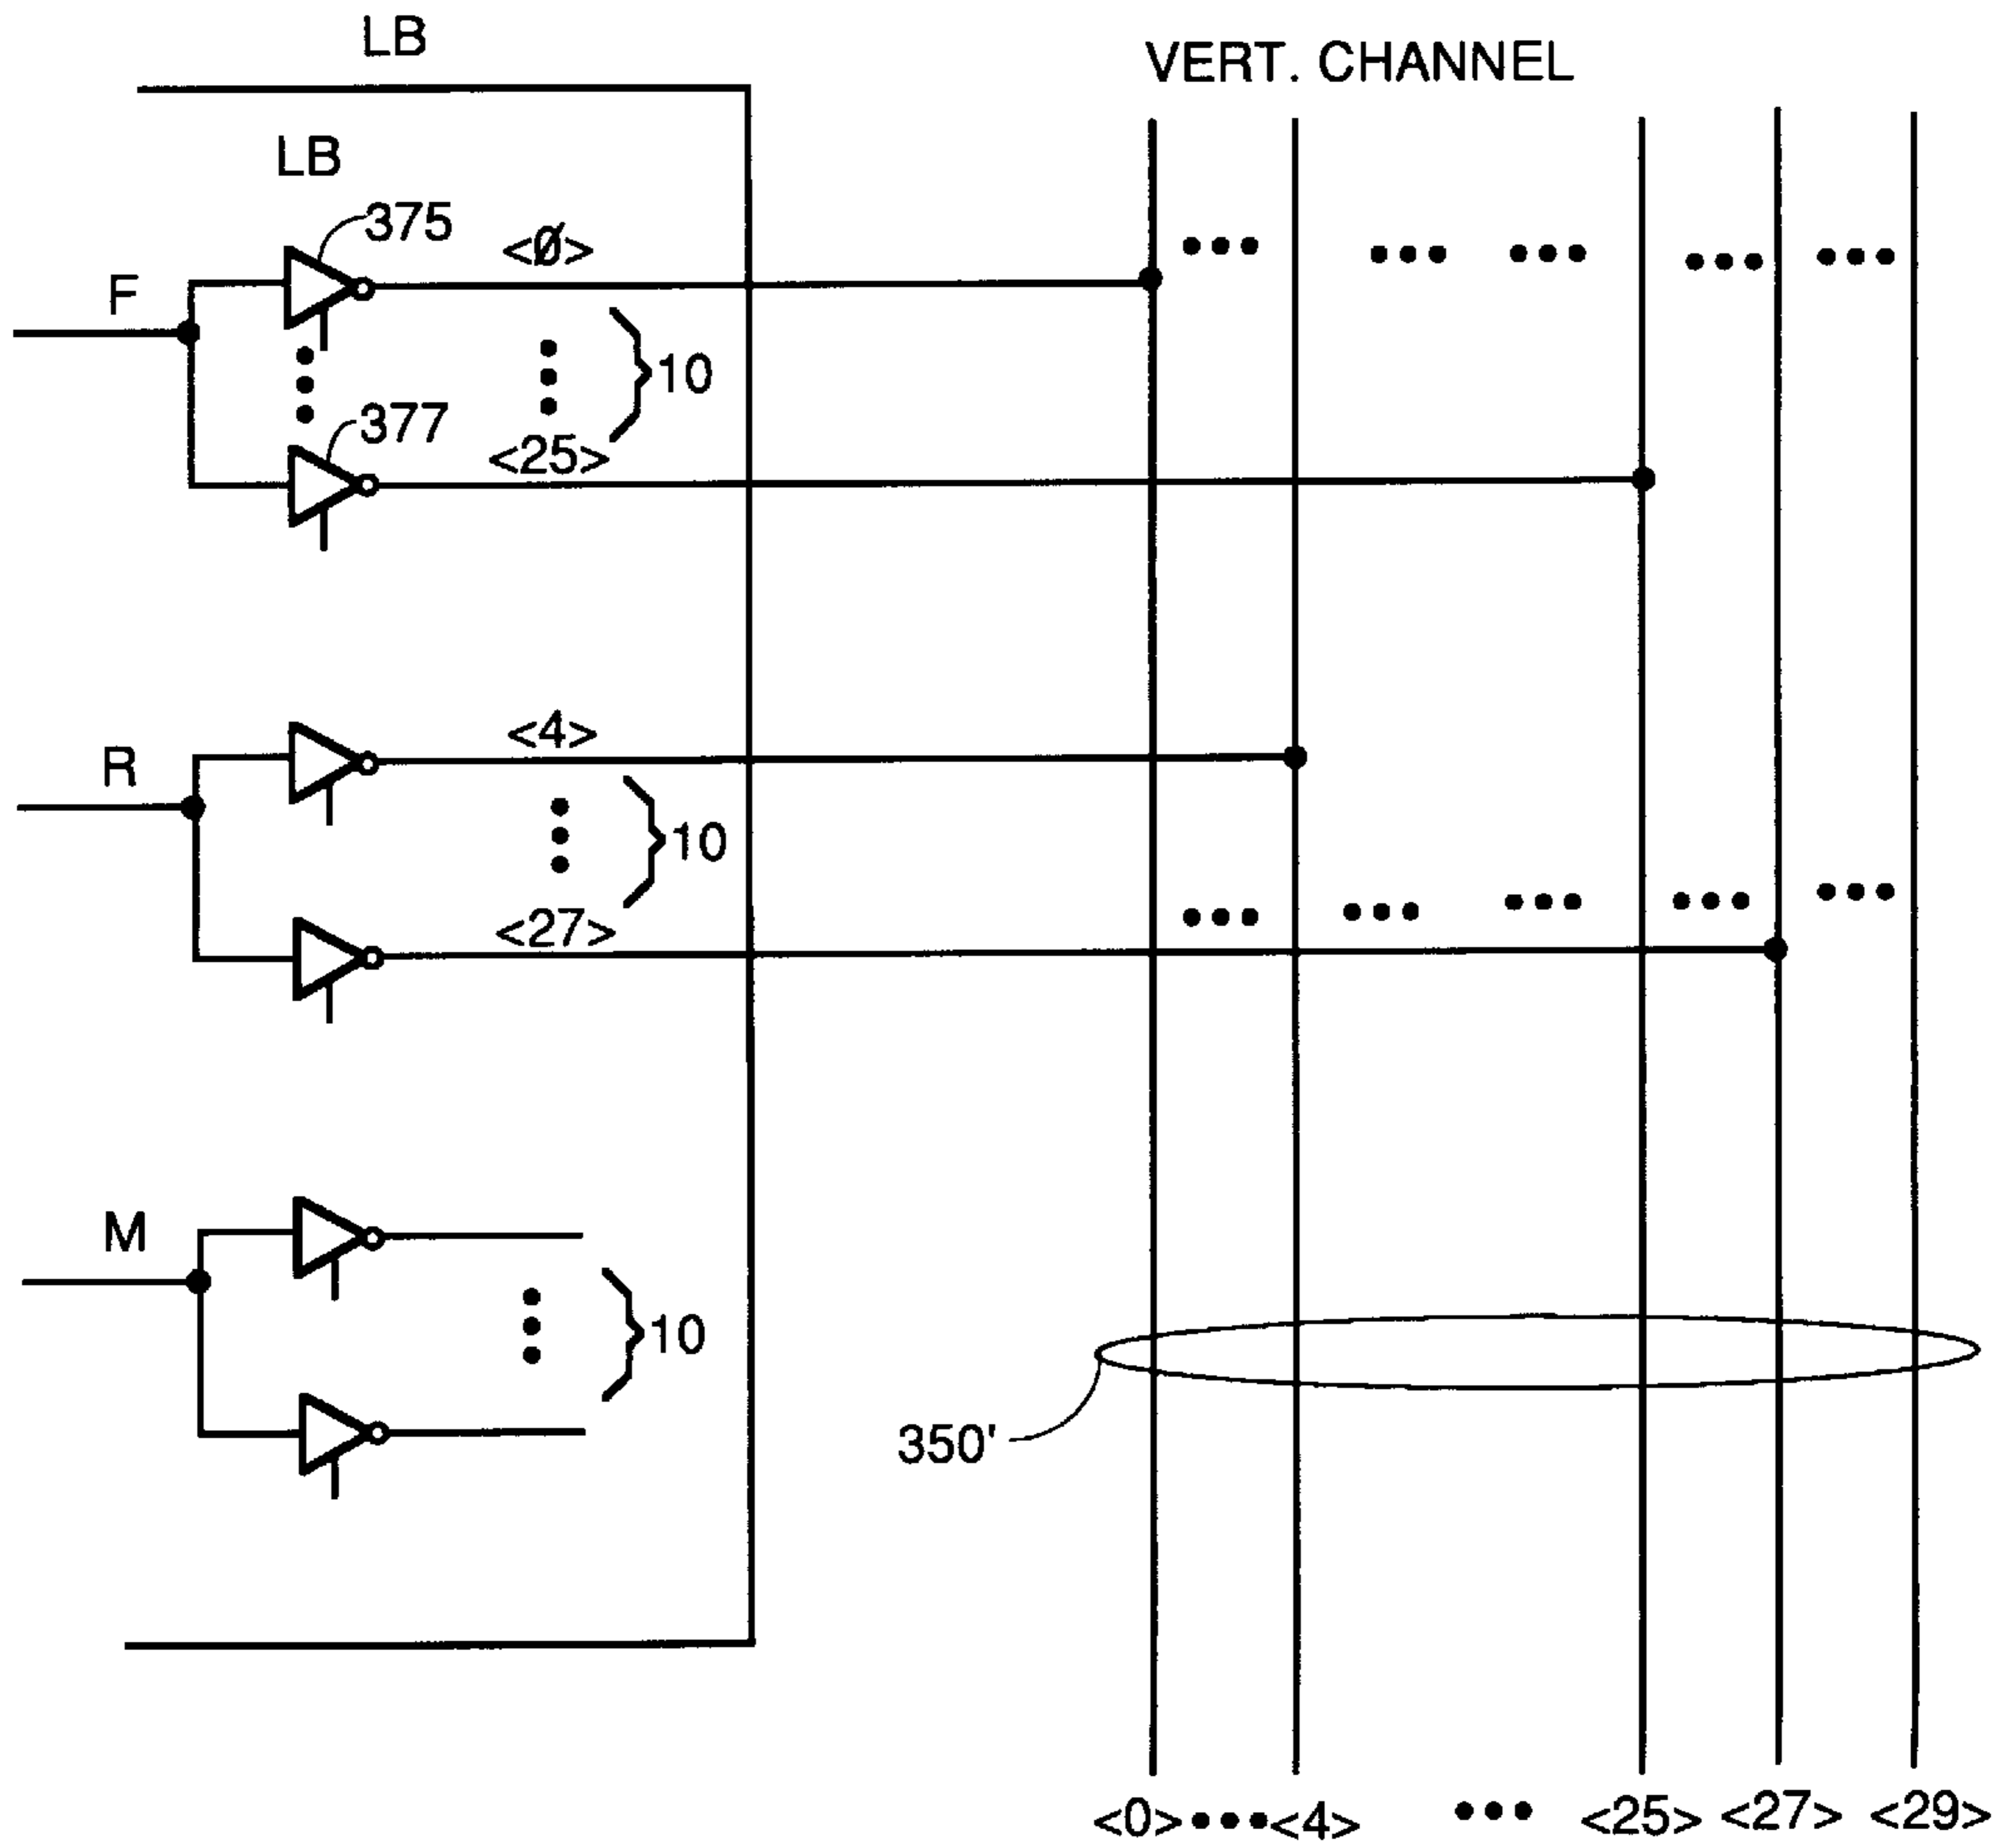 LB
VERT. CHANNEL
LB
375
<Ø>
F
10
377
<25>
<4>
R
10
<27>
M
10
350'
<0> ••• <4> ••• <25> <27> <29>